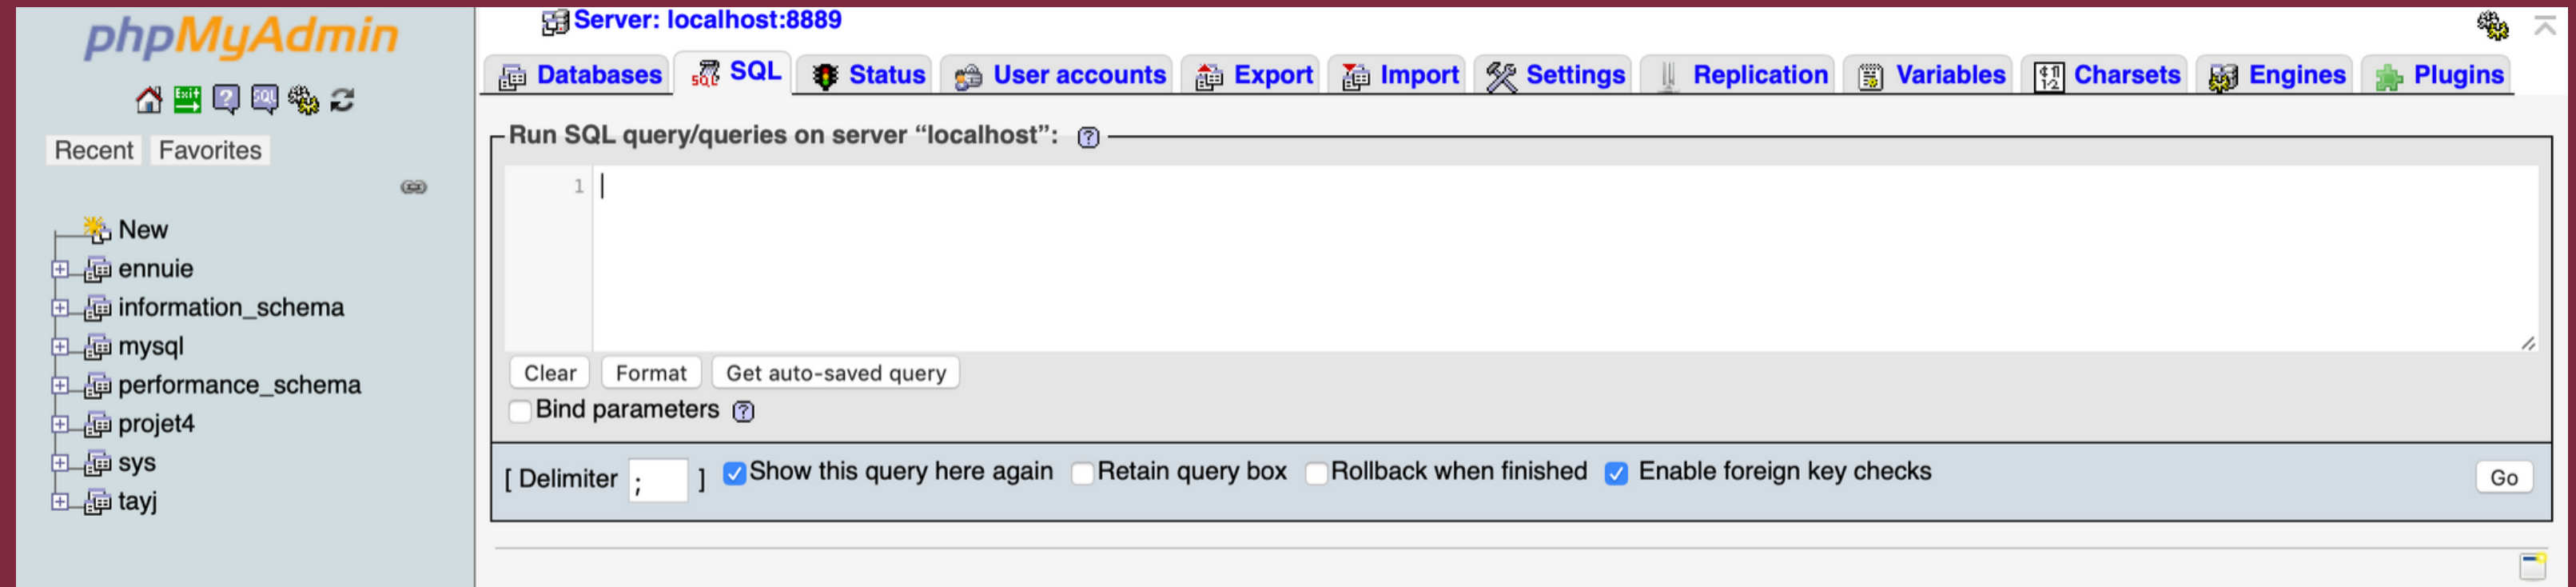 phpMyAdmin
Recent Favorites
New
ennuie
information_schema
mysql
performance_schema
projet4
sys
tayj
Server: localhost:8889
Databases SQL Status User accounts Export Import Settings Replication Variables Charsets Engines Plugins
Run SQL query/queries on server “localhost”:
1
Clear Format Get auto-saved query
Bind parameters
[ Delimiter ; ] Show this query here again Retain query box Rollback when finished Enable foreign key checks Go